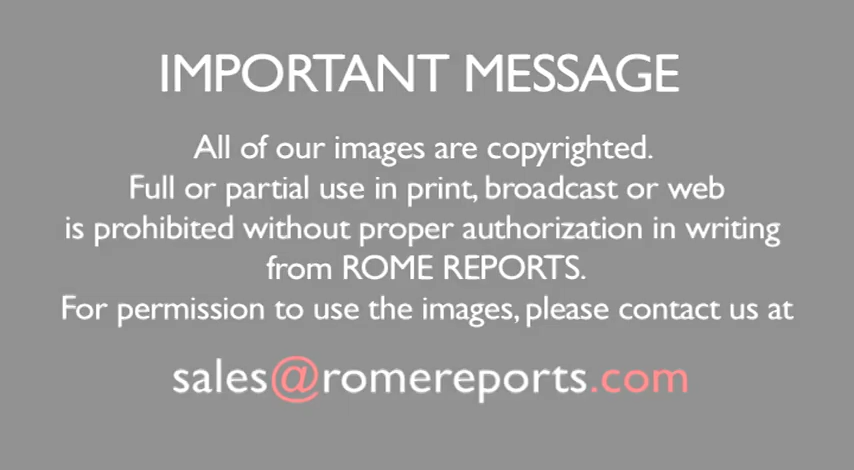 IMPORTANT MESSAGE
All of our images are copyrighted.
Full or partial use in print, broadcast or web
is prohibited without proper authorization in writing
from ROME REPORTS.
For permission to use the images, please contact us at
sales@romereports.com